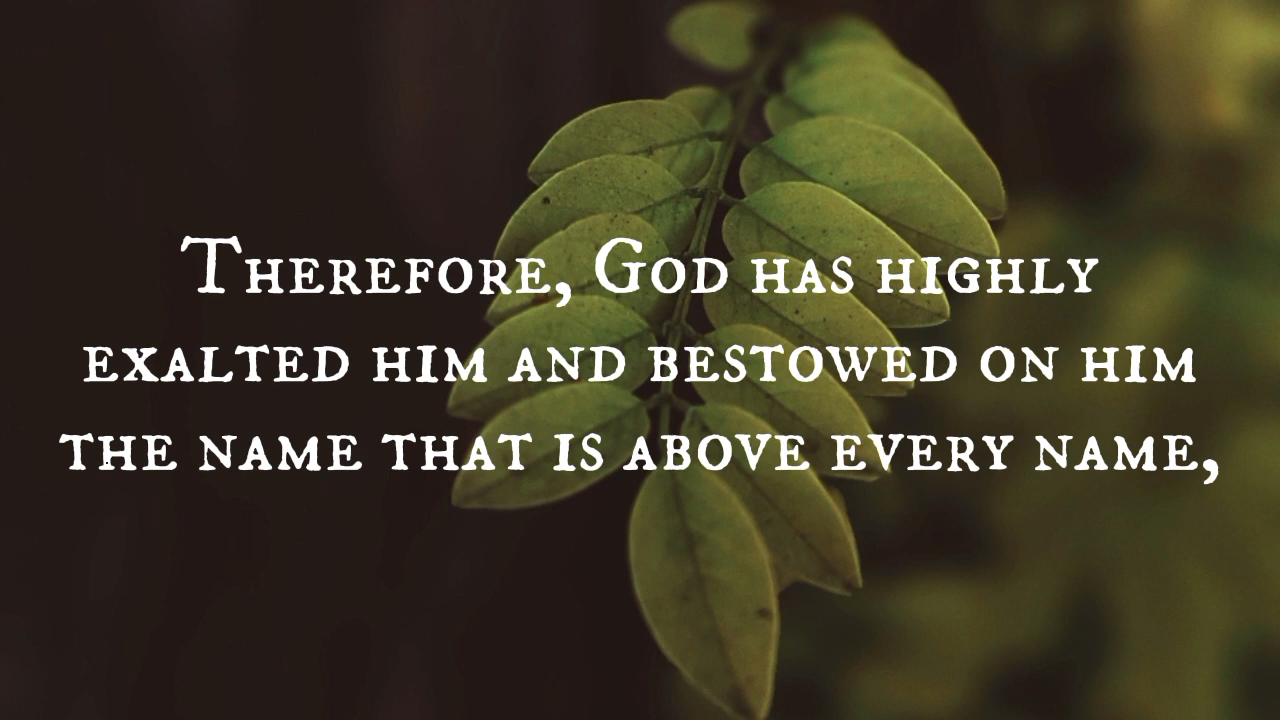 Therefore, God has highly
exalted him and bestowed on him
the name that is above every name,